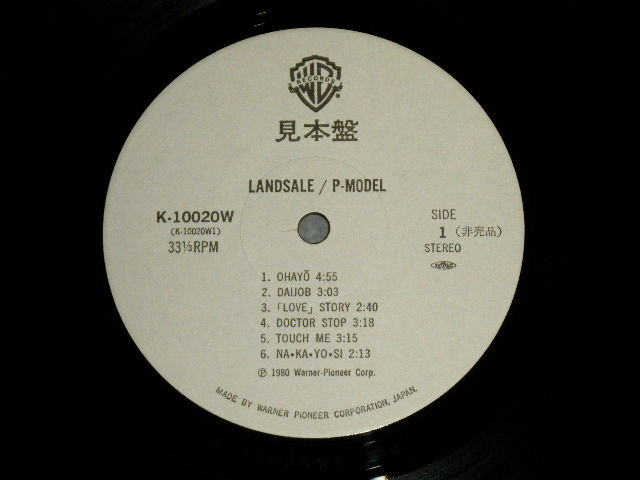 WB
RECORDS
見本盤
LANDSALE / P-MODEL
K-10020W
(K-10020W1)
33⅓RPM
SIDE
1 (非売品)
STEREO
1. OHAYŌ 4:55
2. DAIJOB 3:03
3. 「LOVE」 STORY 2:40
4. DOCTOR STOP 3:18
5. TOUCH ME 3:15
6. NA•KA•YO•SI 2:13
Ⓟ 1980 Warner-Pioneer Corp.
MADE BY WARNER PIONEER CORPORATION, JAPAN.